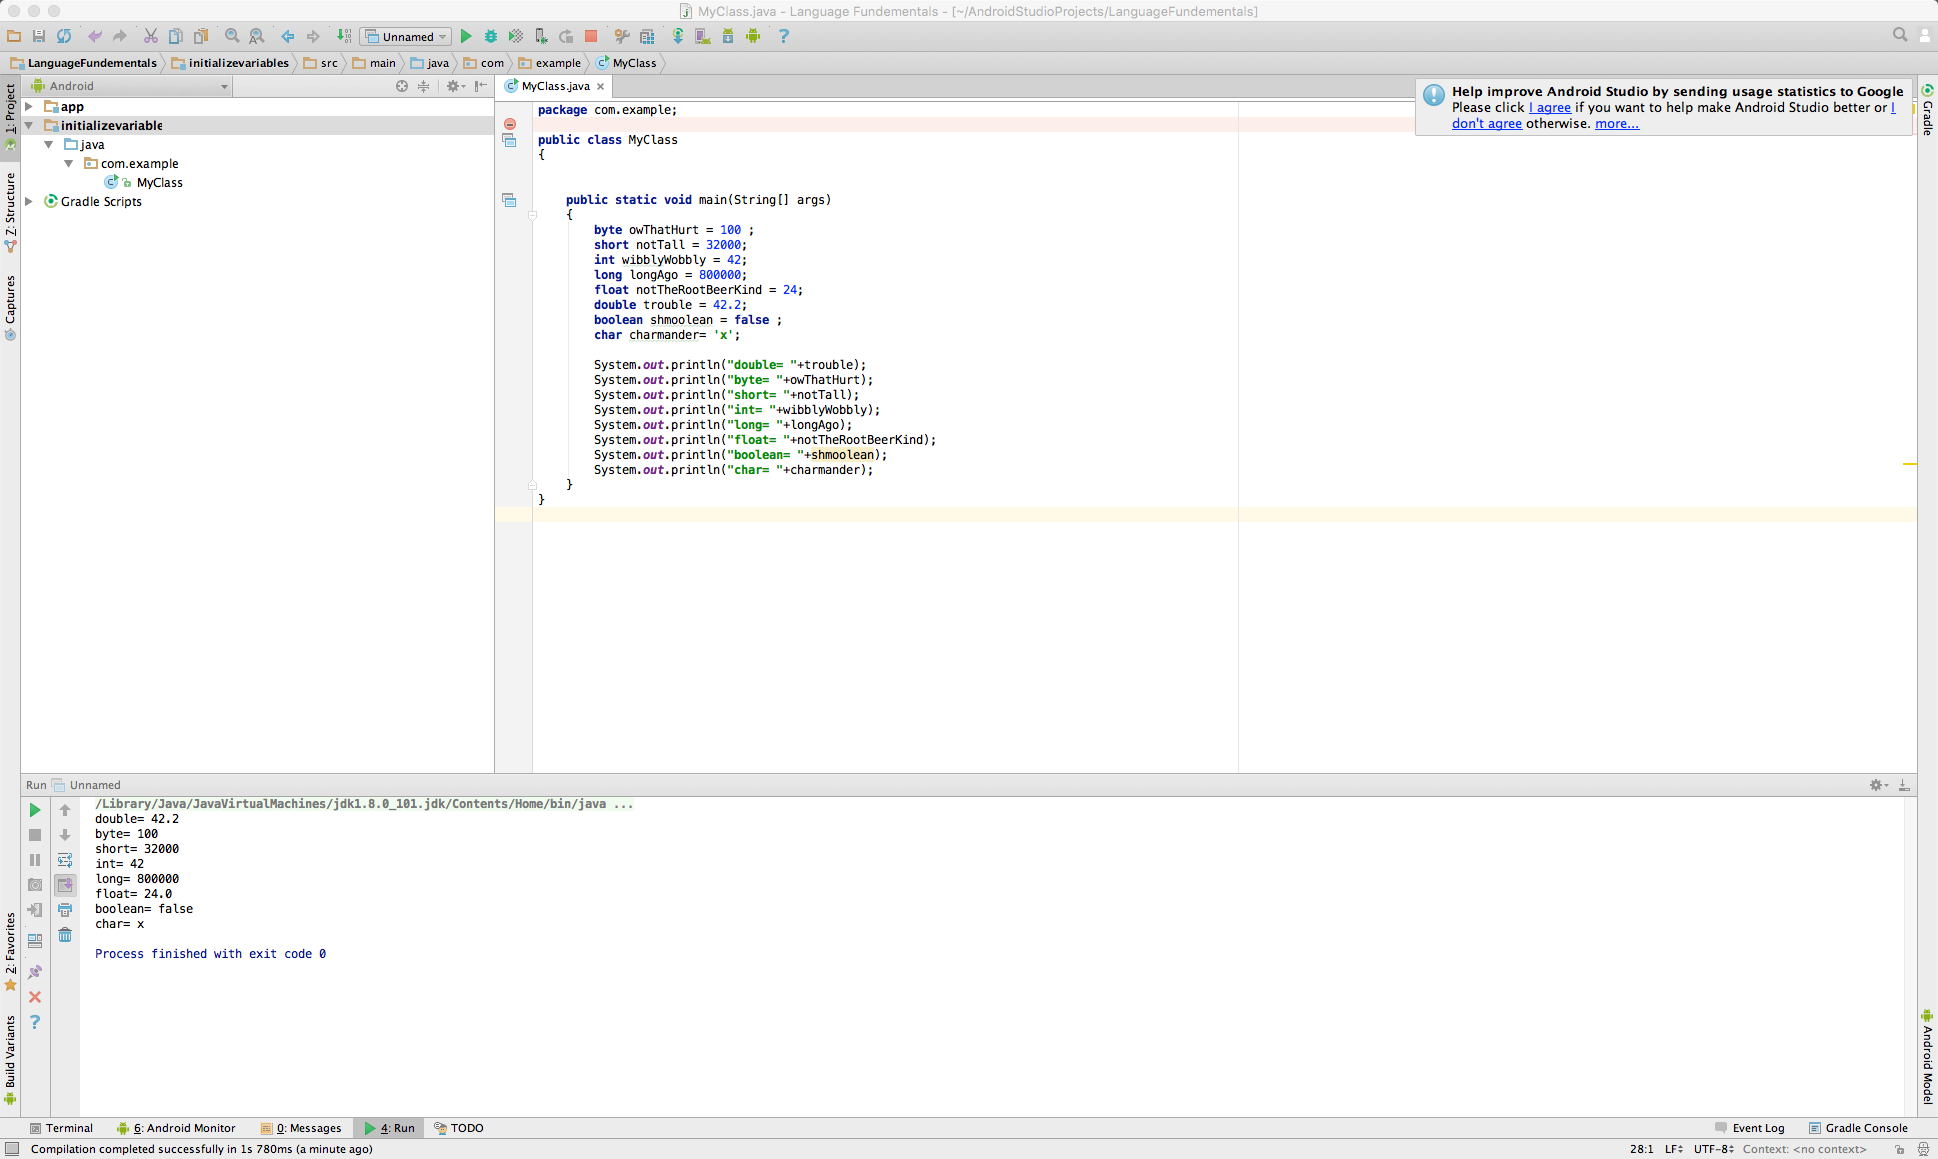 MyClass.java - Language Fundementals - [~/AndroidStudioProjects/LanguageFundementals]
Unnamed
LanguageFundementals
initializevariables
src
main
java
com
example
MyClass
1: Project
Z: Structure
Captures
2: Favorites
Build Variants
Android
app
initializevariable
java
com.example
MyClass
Gradle Scripts
MyClass.java
package com.example;
public class MyClass
{
public static void main(String[] args)
{
byte owThatHurt = 100 ;
short notTall = 32000;
int wibblyWobbly = 42;
long longAgo = 800000;
float notTheRootBeerKind = 24;
double trouble = 42.2;
boolean shmoolean = false ;
char charmander= 'x';
System.out.println("double= "+trouble);
System.out.println("byte= "+owThatHurt);
System.out.println("short= "+notTall);
System.out.println("int= "+wibblyWobbly);
System.out.println("long= "+longAgo);
System.out.println("float= "+notTheRootBeerKind);
System.out.println("boolean= "+shmoolean);
System.out.println("char= "+charmander);
}
}
Help improve Android Studio by sending usage statistics to Google
Please click I agree if you want to help make Android Studio better or I
don't agree otherwise. more...
Gradle
Android Model
Run Unnamed
/Library/Java/JavaVirtualMachines/jdk1.8.0_101.jdk/Contents/Home/bin/java ...
double= 42.2
byte= 100
short= 32000
int= 42
long= 800000
float= 24.0
boolean= false
char= x
Process finished with exit code 0
Terminal
6: Android Monitor
0: Messages
4: Run
TODO
Event Log
Gradle Console
Compilation completed successfully in 1s 780ms (a minute ago)
28:1
LF
UTF-8
Context: <no context>